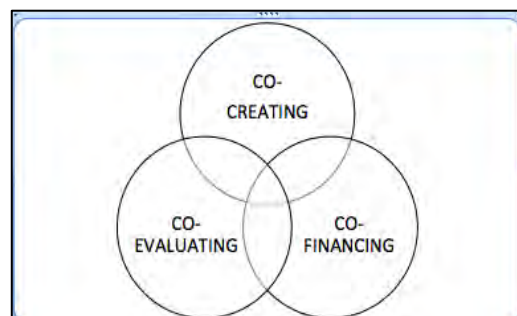 CO-
CREATING
CO-
EVALUATING
CO-
FINANCING